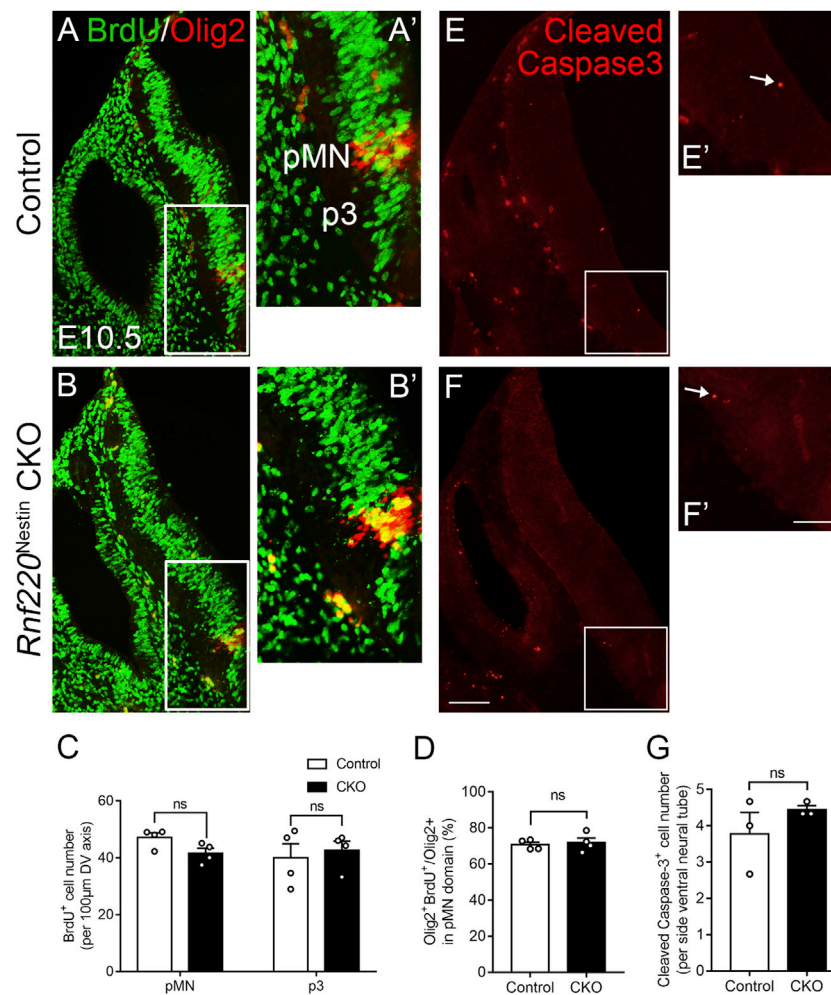 A BrdU/Olig2
A'
pMN
p3
E10.5
Control
E Cleaved
Caspase3
E'
B
B'
Rnf220Nestin CKO
F
F'
C
Control
CKO
ns
ns
60
40
20
0
BrdU+ cell number
(per 100µm DV axis)
pMN
p3
D
ns
100
80
60
40
20
0
Olig2+BrdU+/Olig2+
in pMN domain (%)
Control
CKO
G
ns
5
4
3
2
1
0
Cleaved Caspase-3+ cell number
(per side ventral neural tube)
Control
CKO